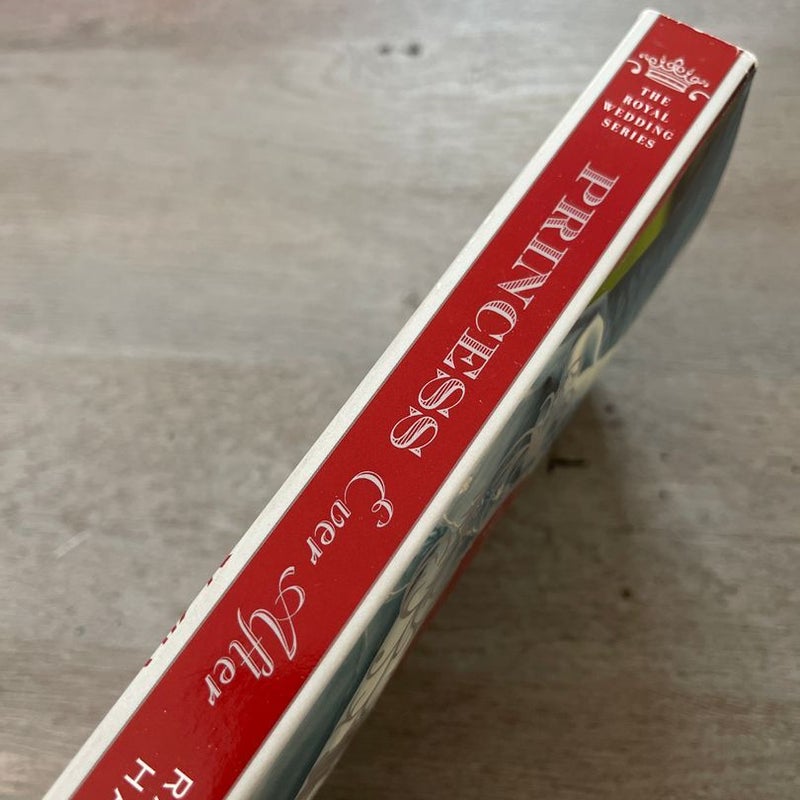 THE
ROYAL
WEDDING
SERIES
PRINCESS
Ever After